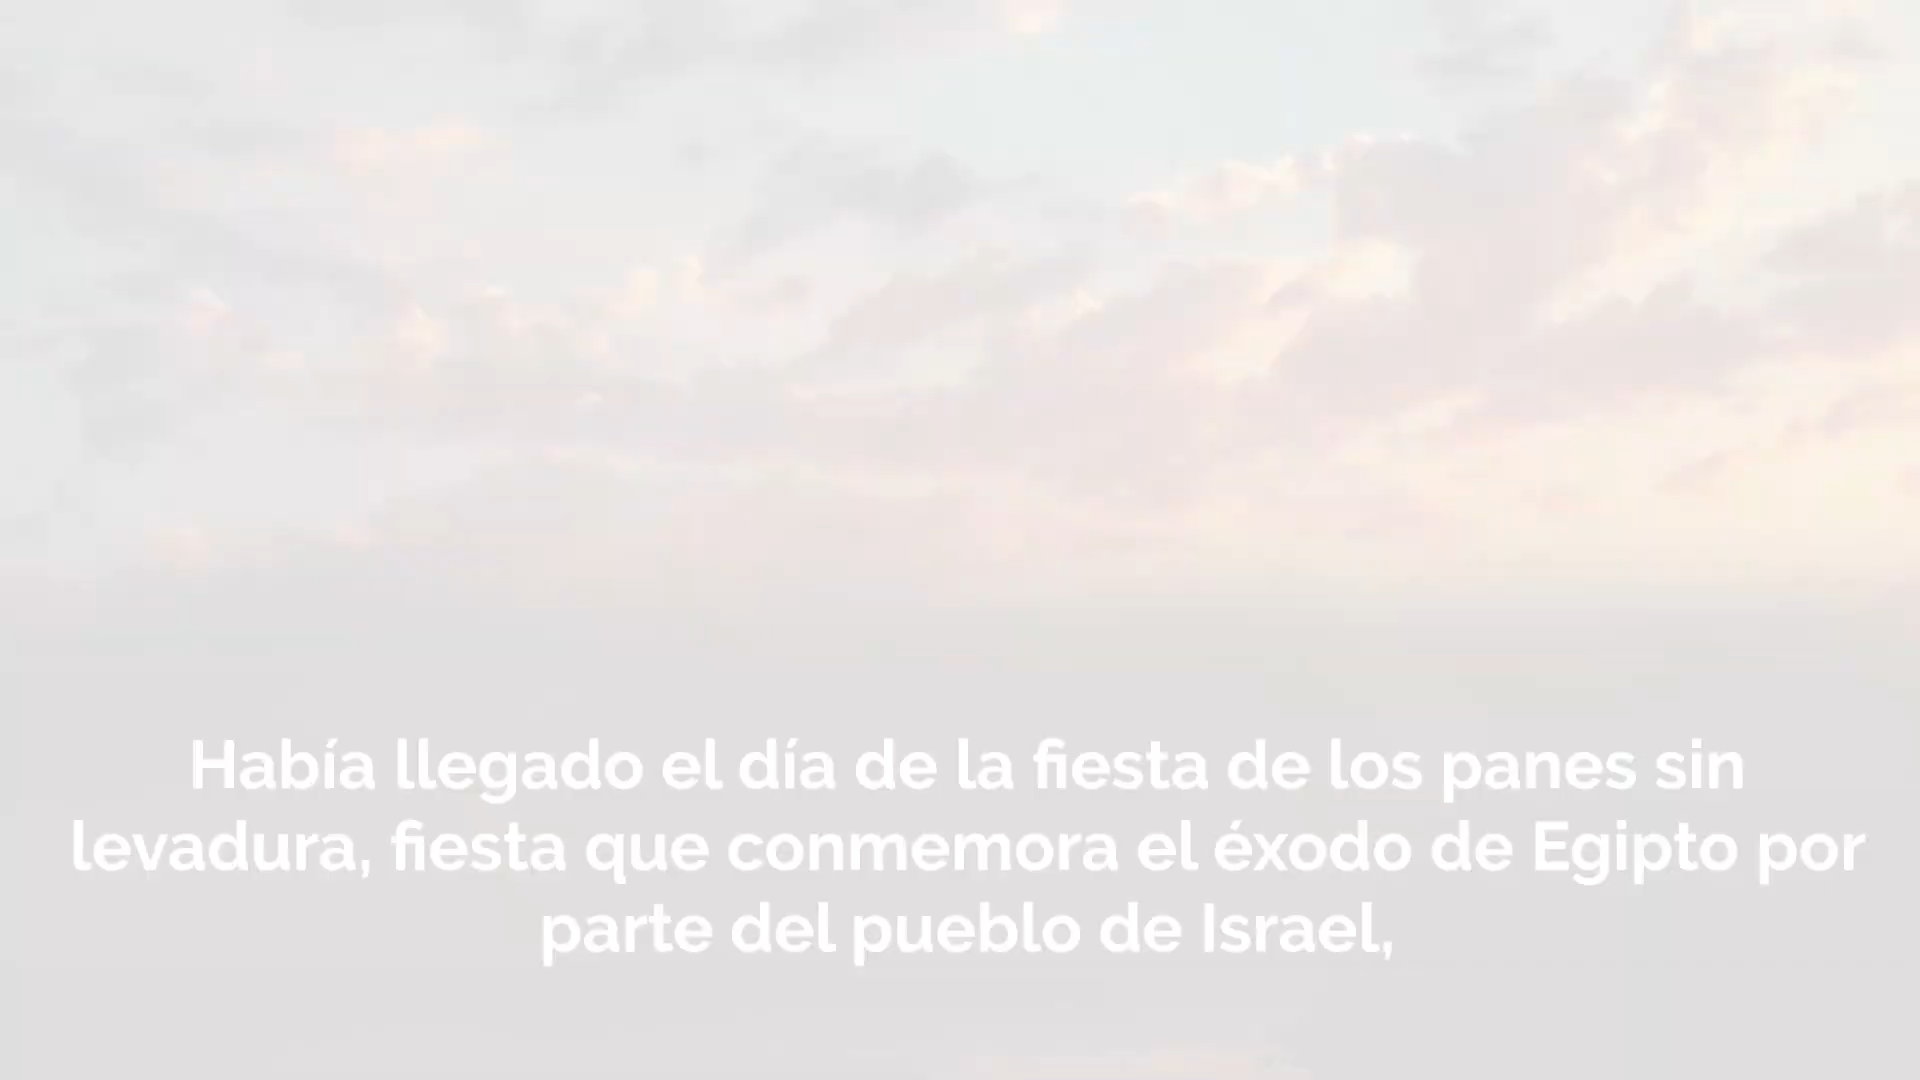 Había llegado el día de la fiesta de los panes sin
levadura, fiesta que conmemora el éxodo de Egipto por
parte del pueblo de Israel,